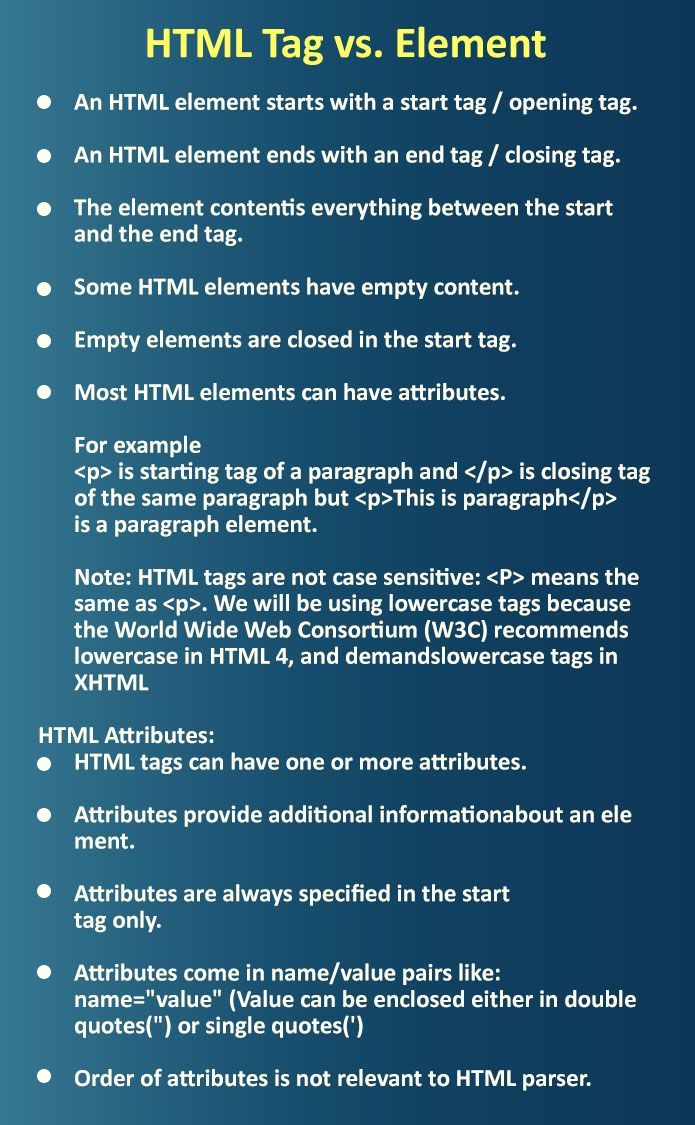 HTML Tag vs. Element
An HTML element starts with a start tag / opening tag.
An HTML element ends with an end tag / closing tag.
The element contentis everything between the start
and the end tag.
Some HTML elements have empty content.
Empty elements are closed in the start tag.
Most HTML elements can have attributes.
For example
<p> is starting tag of a paragraph and </p> is closing tag
of the same paragraph but <p>This is paragraph</p>
is a paragraph element.
Note: HTML tags are not case sensitive: <P> means the
same as <p>. We will be using lowercase tags because
the World Wide Web Consortium (W3C) recommends
lowercase in HTML 4, and demandslowercase tags in
XHTML
HTML Attributes:
HTML tags can have one or more attributes.
Attributes provide additional informationabout an ele
ment.
Attributes are always specified in the start
tag only.
Attributes come in name/value pairs like:
name="value" (Value can be enclosed either in double
quotes(") or single quotes(')
Order of attributes is not relevant to HTML parser.